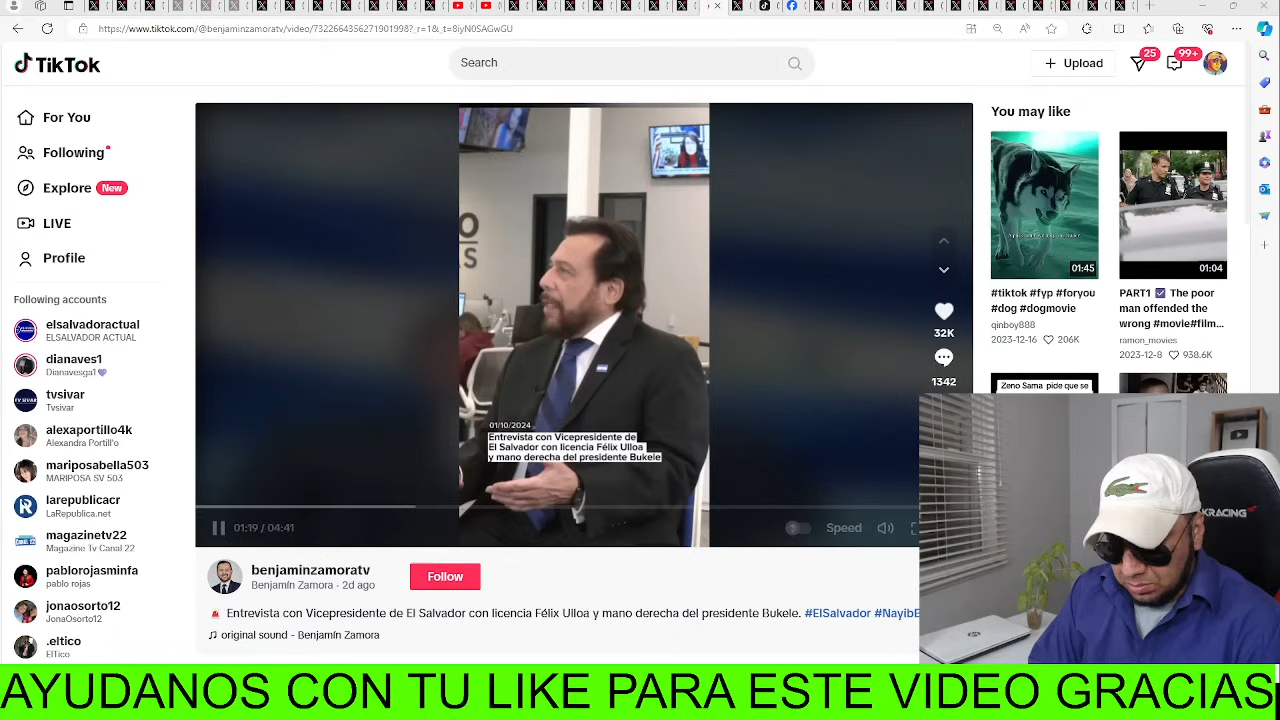 https://www.tiktok.com/@benjaminzamoratv/video/7322664356271901998?_r=1&_t=8iyN0SAGwGU
TikTok
Search
Upload
25
99+
For You
Following
Explore New
LIVE
Profile
Following accounts
elsalvadoractual
ELSALVADOR ACTUAL
dianaves1
Dianavesga1
tvsivar
Tvsivar
alexaportillo4k
Alexandra Portill'o
mariposabella503
MARIPOSA SV 503
larepublicacr
LaRepublica.net
magazinetv22
Magazine Tv Canal 22
pablorojasminfa
pablo rojas
jonaosorto12
JonaOsorto12
.eltico
ElTico
01/10/2024
Entrevista con Vicepresidente de
El Salvador con licencia Félix Ulloa
y mano derecha del presidente Bukele
01:19 / 04:41
Speed
32K
1342
benjaminzamoratv
Benjamín Zamora · 2d ago
Follow
Entrevista con Vicepresidente de El Salvador con licencia Félix Ulloa y mano derecha del presidente Bukele. #ElSalvador #NayibB
original sound - Benjamín Zamora
You may like
01:45
#tiktok #fyp #foryou
#dog #dogmovie
qinboy888
2023-12-16 206K
01:04
PART1 The poor
man offended the
wrong #movie#film...
ramon_movies
2023-12-8 938.6K
Zeno Sama pide que se
KRACING
AYUDANOS CON TU LIKE PARA ESTE VIDEO GRACIAS